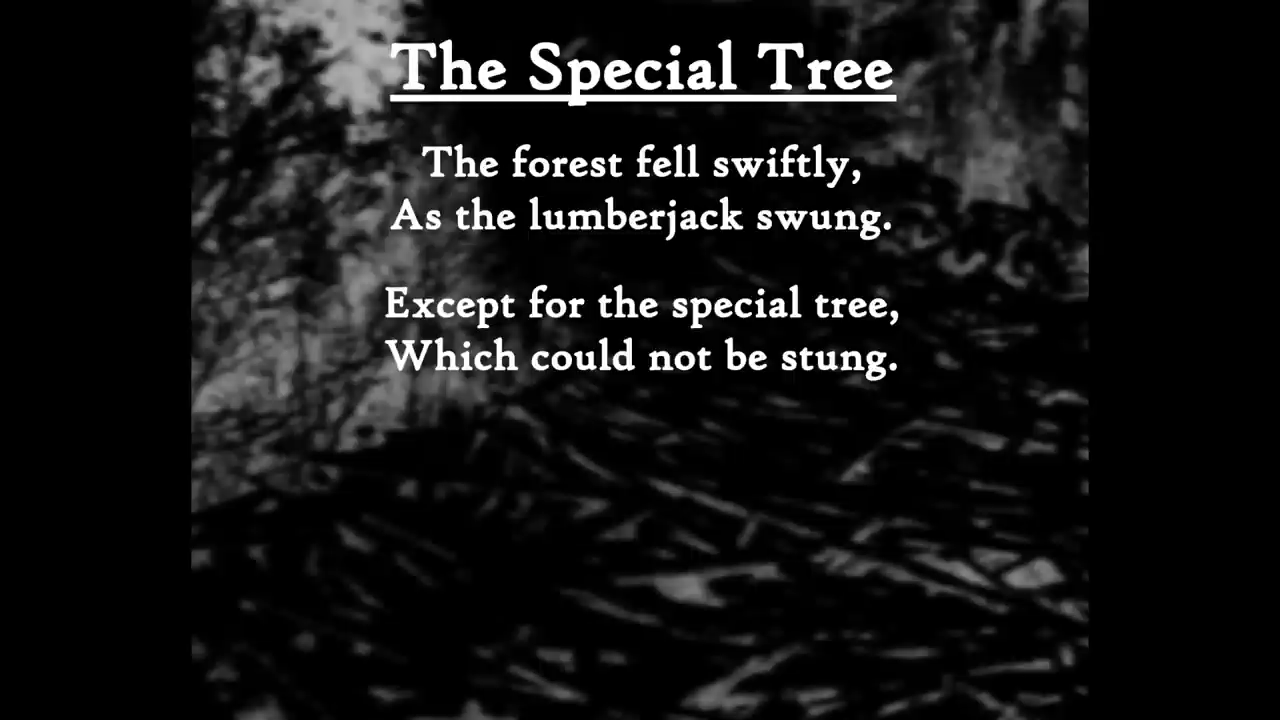 The Special Tree
The forest fell swiftly,
As the lumberjack swung.
Except for the special tree,
Which could not be stung.